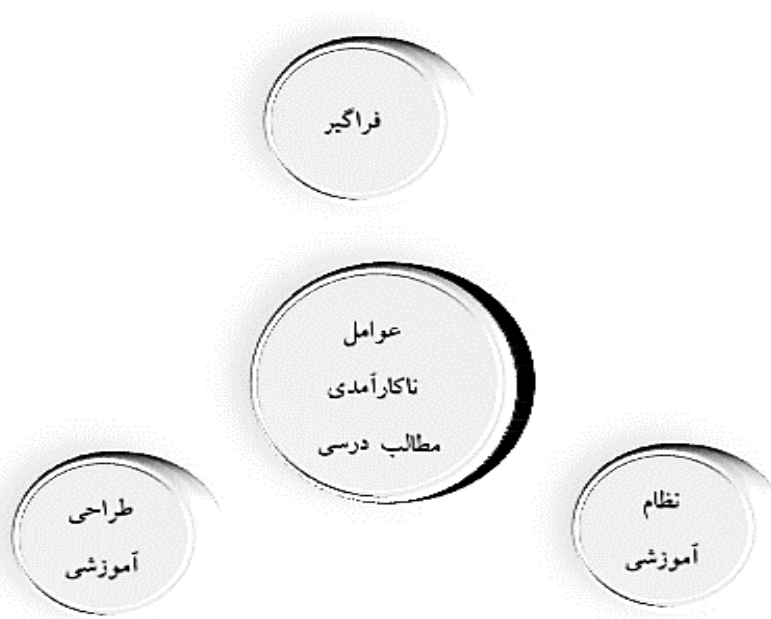 فراگیر
عوامل
ناکارآمدی
مطالب درسی
نظام
آموزشی
طراحی
آموزشی